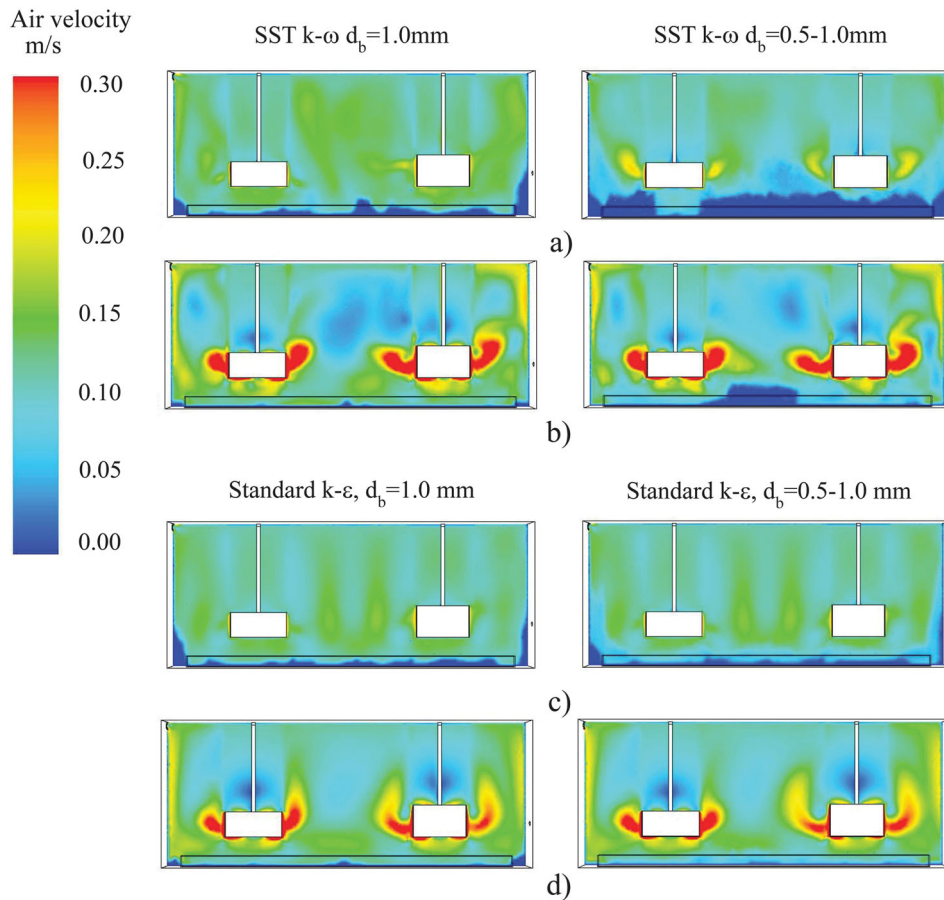 Air velocity
m/s
0.30
0.25
0.20
0.15
0.10
0.05
0.00
SST k-ω d_b=1.0mm
SST k-ω d_b=0.5-1.0mm
a)
b)
Standard k-ε, d_b=1.0 mm
Standard k-ε, d_b=0.5-1.0 mm
c)
d)